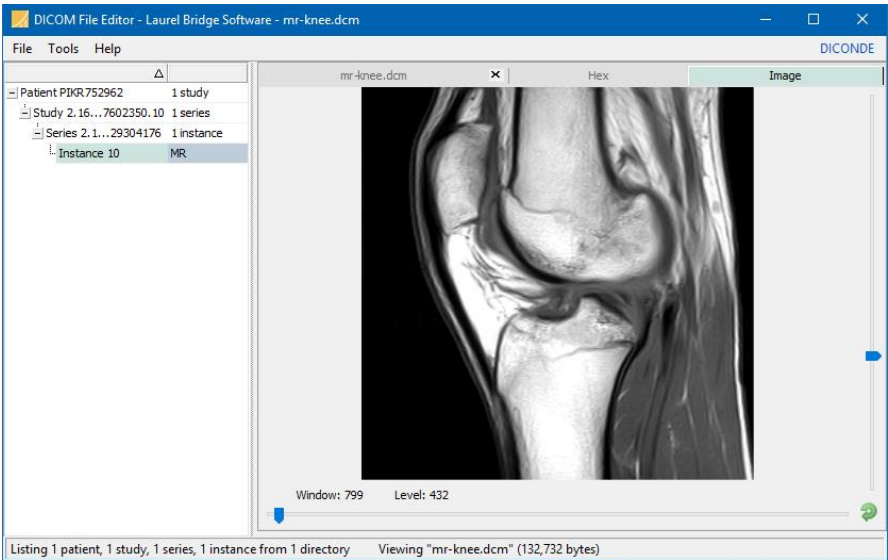 DICOM File Editor - Laurel Bridge Software - mr-knee.dcm
File Tools Help DICONDE
Patient PIKR752962 1 study
Study 2.16...7602350.10 1 series
Series 2.1...29304176 1 instance
Instance 10 MR
mr-knee.dcm Hex Image
Window: 799 Level: 432
Listing 1 patient, 1 study, 1 series, 1 instance from 1 directory Viewing "mr-knee.dcm" (132,732 bytes)